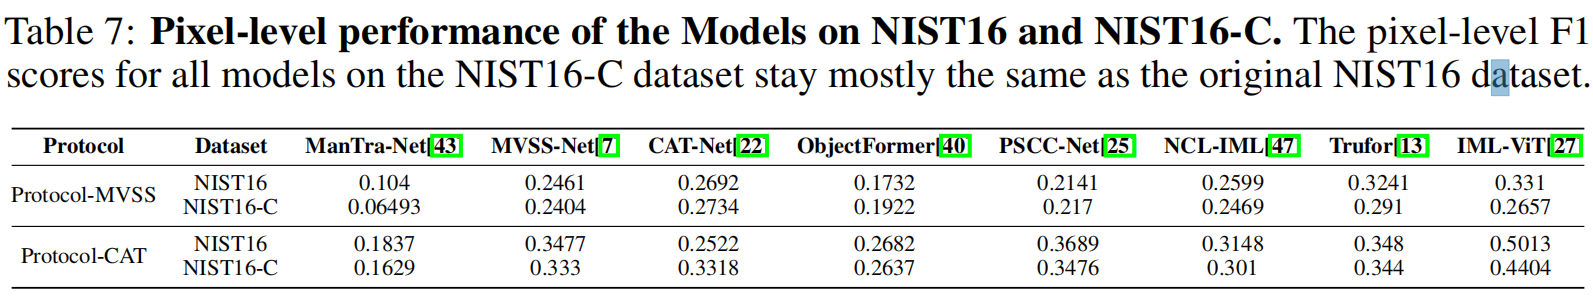 Table 7: Pixel-level performance of the Models on NIST16 and NIST16-C. The pixel-level F1
scores for all models on the NIST16-C dataset stay mostly the same as the original NIST16 dataset.
Protocol Dataset ManTra-Net[43] MVSS-Net[7] CAT-Net[22] ObjectFormer[40] PSCC-Net[25] NCL-IML[47] Trufor[13] IML-ViT[27]
Protocol-MVSS NIST16 0.104 0.2461 0.2692 0.1732 0.2141 0.2599 0.3241 0.331
NIST16-C 0.06493 0.2404 0.2734 0.1922 0.217 0.2469 0.291 0.2657
Protocol-CAT NIST16 0.1837 0.3477 0.2522 0.2682 0.3689 0.3148 0.348 0.5013
NIST16-C 0.1629 0.333 0.3318 0.2637 0.3476 0.301 0.344 0.4404